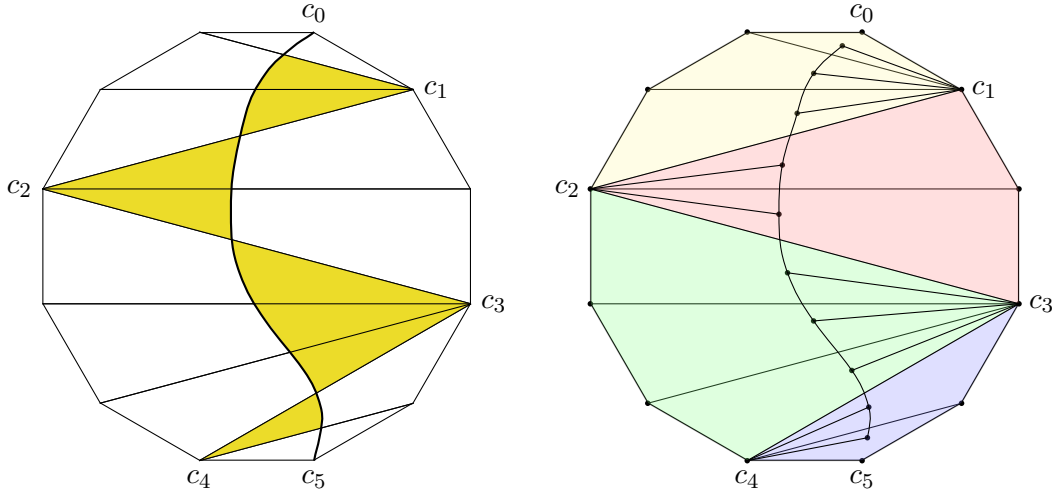 c₀ c₀
c₁ c₁
c₂ c₂
c₃ c₃
c₄ c₅ c₄ c₅